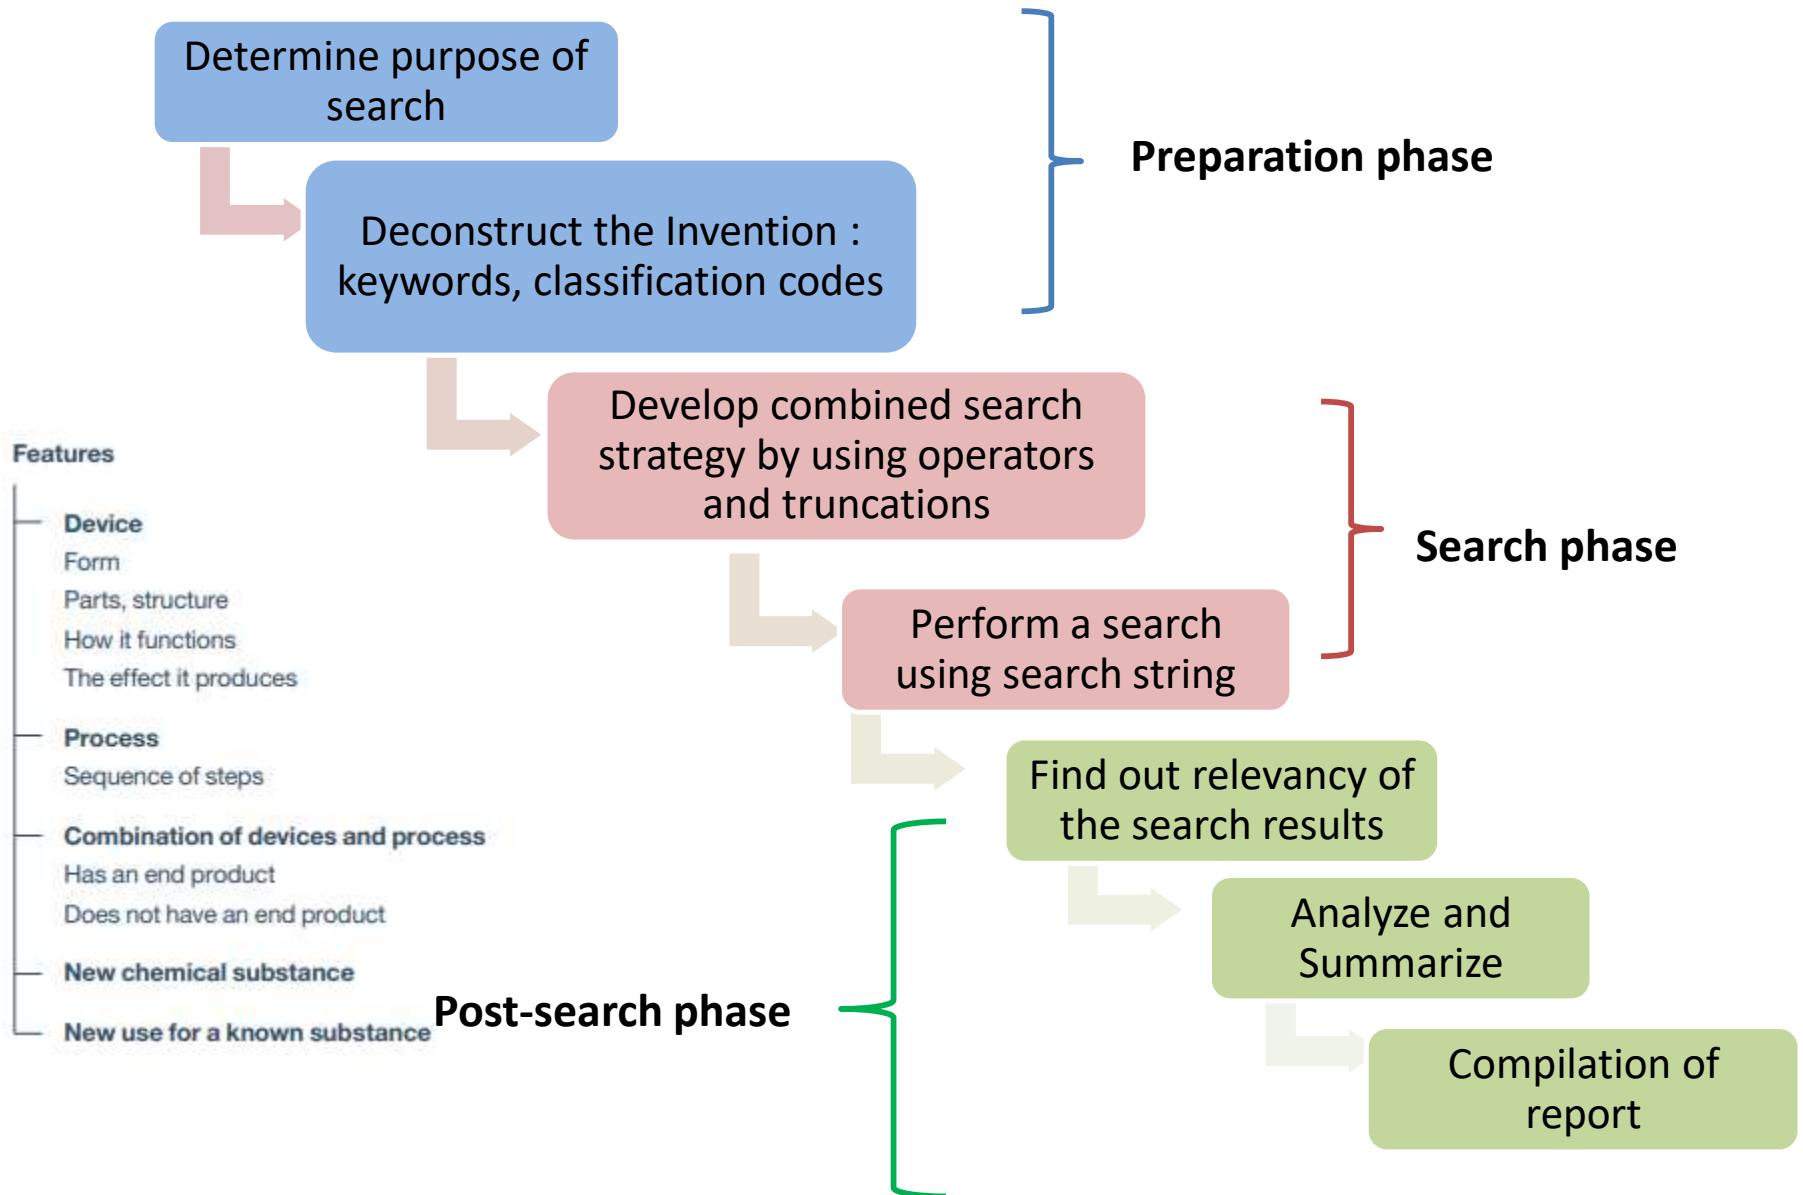 Determine purpose of
search
Preparation phase
Deconstruct the Invention :
keywords, classification codes
Develop combined search
strategy by using operators
and truncations
Search phase
Perform a search
using search string
Find out relevancy of
the search results
Analyze and
Summarize
Compilation of
report
Post-search phase
Features
Device
Form
Parts, structure
How it functions
The effect it produces
Process
Sequence of steps
Combination of devices and process
Has an end product
Does not have an end product
New chemical substance
New use for a known substance